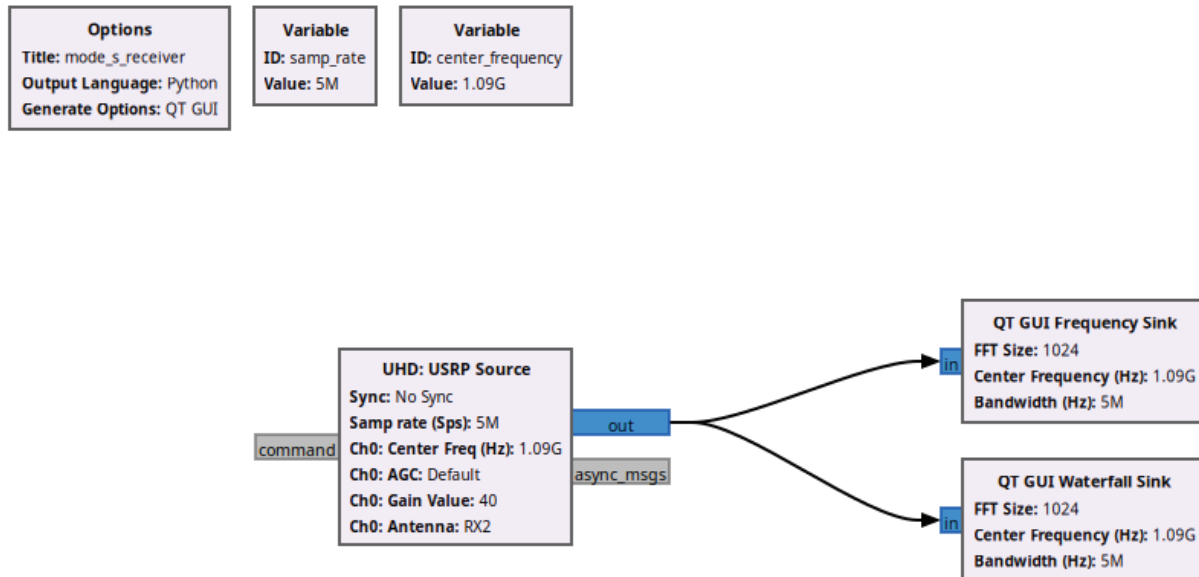 Options
Title: mode_s_receiver
Output Language: Python
Generate Options: QT GUI
Variable
ID: samp_rate
Value: 5M
Variable
ID: center_frequency
Value: 1.09G
UHD: USRP Source
Sync: No Sync
Samp rate (Sps): 5M
Ch0: Center Freq (Hz): 1.09G
Ch0: AGC: Default
Ch0: Gain Value: 40
Ch0: Antenna: RX2
command
out
async_msgs
in
QT GUI Frequency Sink
FFT Size: 1024
Center Frequency (Hz): 1.09G
Bandwidth (Hz): 5M
in
QT GUI Waterfall Sink
FFT Size: 1024
Center Frequency (Hz): 1.09G
Bandwidth (Hz): 5M